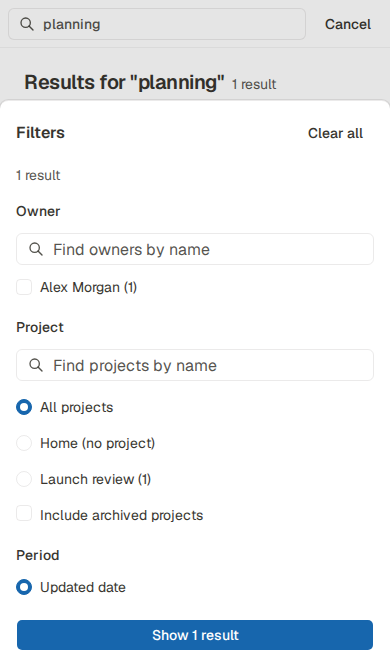 planning
Cancel
Results for "planning" 1 result
Filters
Clear all
1 result
Owner
Find owners by name
Alex Morgan (1)
Project
Find projects by name
All projects
Home (no project)
Launch review (1)
Include archived projects
Period
Updated date
Show 1 result